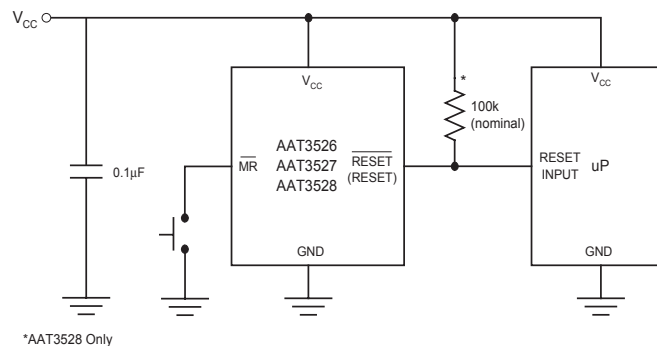 VCC
VCC
*
VCC
100k
(nominal)
AAT3526
AAT3527
AAT3528
RESET
(RESET)
MR
RESET
INPUT
uP
0.1µF
GND
GND
*AAT3528 Only